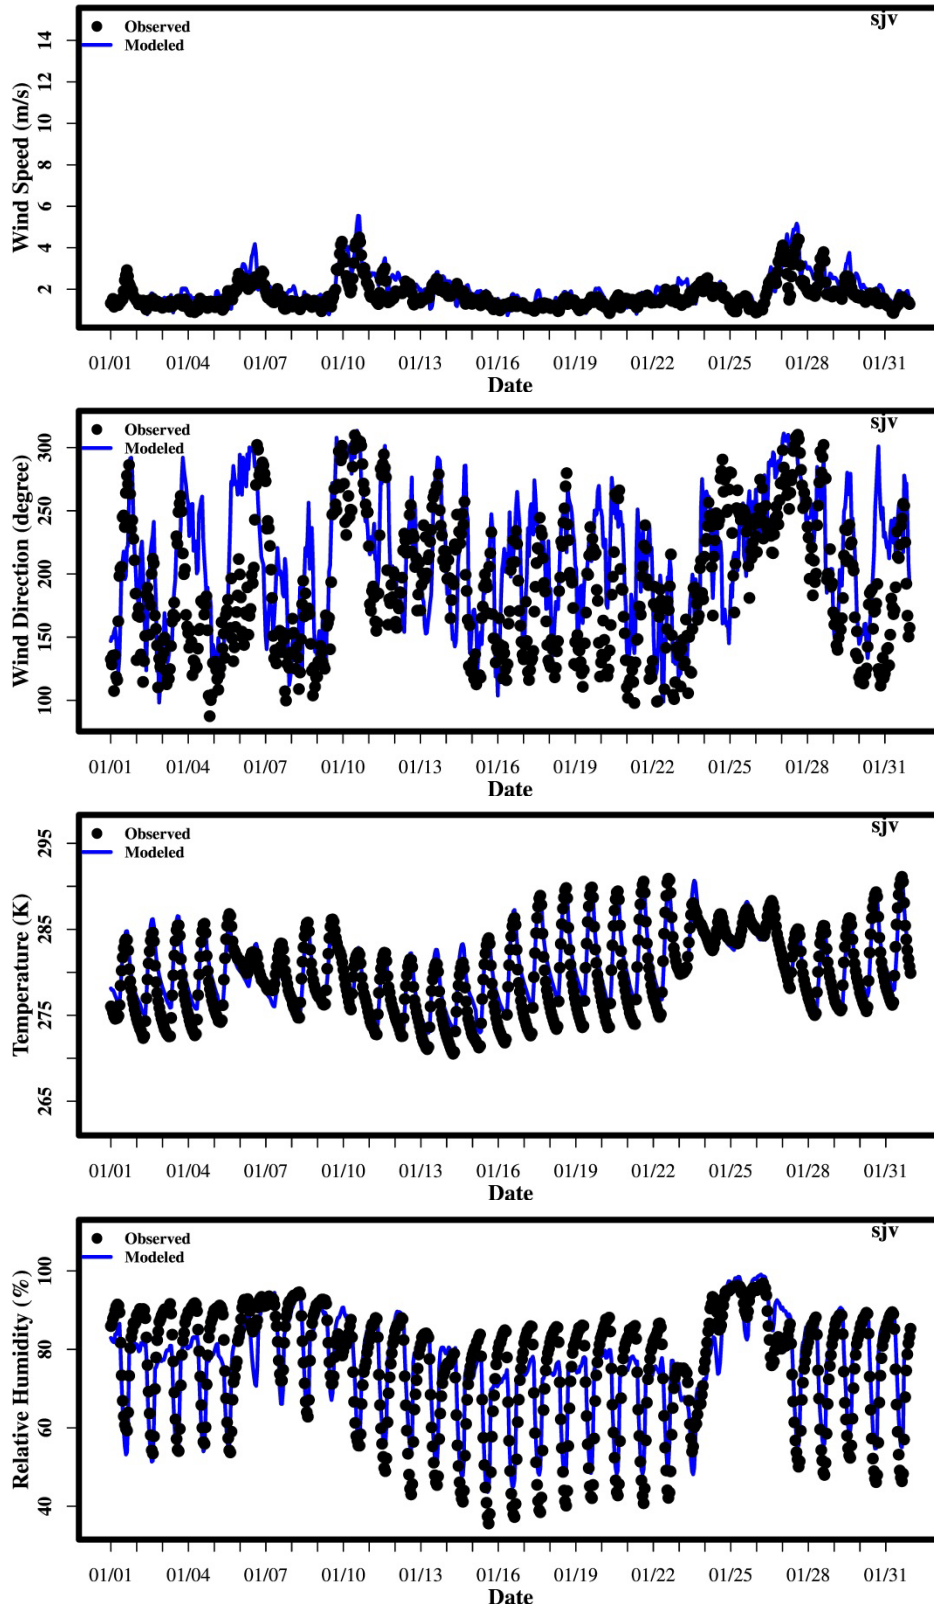 sjv
Observed
Modeled
Wind Speed (m/s)
14
12
10
8
6
4
2
01/01 01/04 01/07 01/10 01/13 01/16 01/19 01/22 01/25 01/28 01/31
Date
sjv
Observed
Modeled
Wind Direction (degree)
300
250
200
150
100
01/01 01/04 01/07 01/10 01/13 01/16 01/19 01/22 01/25 01/28 01/31
Date
sjv
Observed
Modeled
Temperature (K)
295
285
275
265
01/01 01/04 01/07 01/10 01/13 01/16 01/19 01/22 01/25 01/28 01/31
Date
sjv
Observed
Modeled
Relative Humidity (%)
100
80
60
40
01/01 01/04 01/07 01/10 01/13 01/16 01/19 01/22 01/25 01/28 01/31
Date